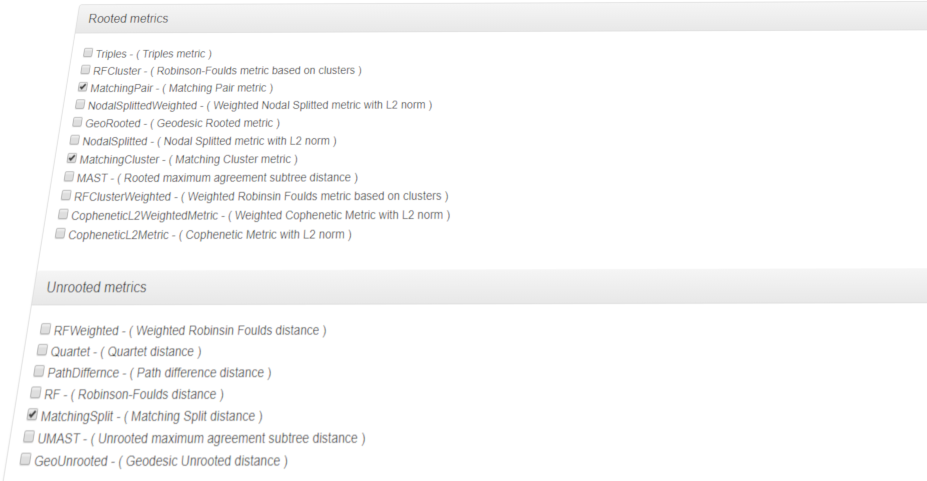 Rooted metrics
Triples - ( Triples metric )
RFCluster - ( Robinson-Foulds metric based on clusters )
MatchingPair - ( Matching Pair metric )
NodalSplittedWeighted - ( Weighted Nodal Splitted metric with L2 norm )
GeoRooted - ( Geodesic Rooted metric )
NodalSplitted - ( Nodal Splitted metric with L2 norm )
MatchingCluster - ( Matching Cluster metric )
MAST - ( Rooted maximum agreement subtree distance )
RFClusterWeighted - ( Weighted Robinsin Foulds metric based on clusters )
CopheneticL2WeightedMetric - ( Weighted Cophenetic Metric with L2 norm )
CopheneticL2Metric - ( Cophenetic Metric with L2 norm )
Unrooted metrics
RFWeighted - ( Weighted Robinsin Foulds distance )
Quartet - ( Quartet distance )
PathDiffernce - ( Path difference distance )
RF - ( Robinson-Foulds distance )
MatchingSplit - ( Matching Split distance )
UMAST - ( Unrooted maximum agreement subtree distance )
GeoUnrooted - ( Geodesic Unrooted distance )